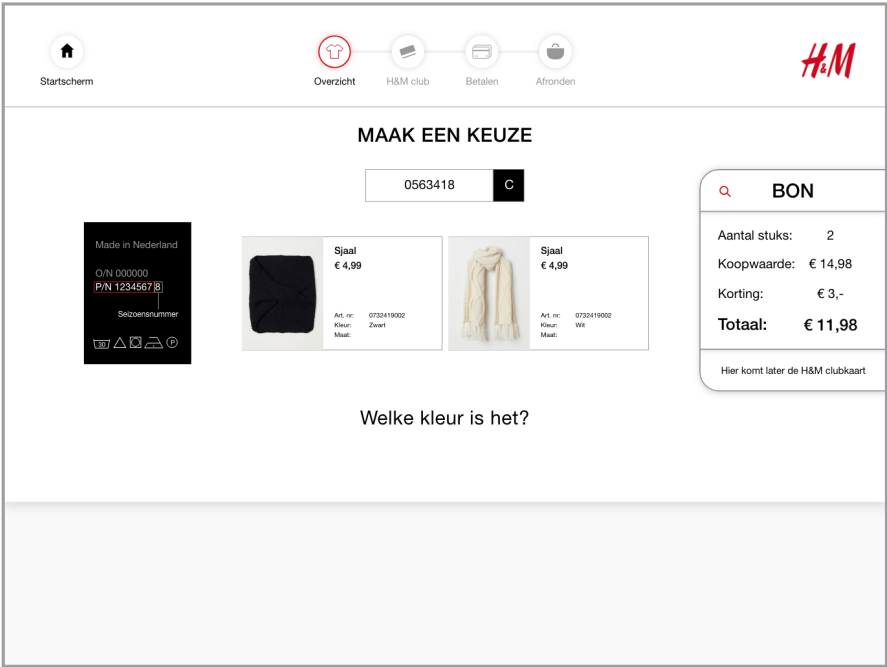 Startscherm
Overzicht
H&M club
Betalen
Afronden
H&M
MAAK EEN KEUZE
0563418
C
Made in Nederland
O/N 000000
P/N 1234567 8
Seizoensnummer
30
P
Sjaal
€ 4,99
Art. nr: 0732419002
Kleur: Zwart
Maat:
Sjaal
€ 4,99
Art. nr: 0732419002
Kleur: Wit
Maat:
BON
Aantal stuks: 2
Koopwaarde: € 14,98
Korting: € 3,-
Totaal: € 11,98
Hier komt later de H&M clubkaart
Welke kleur is het?